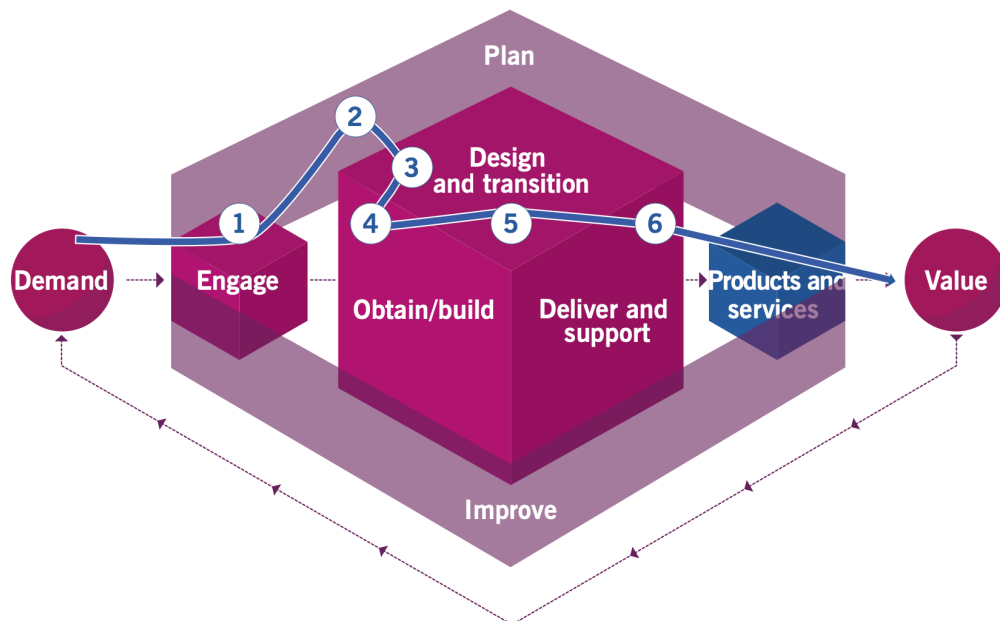 Plan
2
3
Design
and transition
1
4
5
6
Demand
Engage
Obtain/build
Deliver and
support
Products and
services
Value
Improve